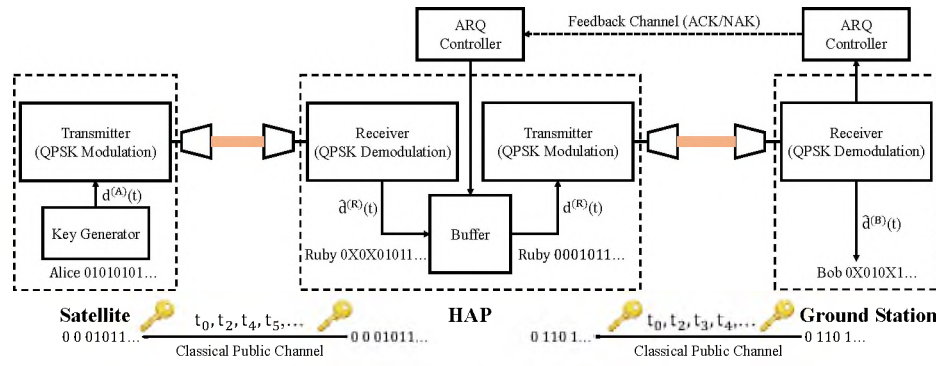 ARQ
Controller
Feedback Channel (ACK/NAK)
ARQ
Controller
Transmitter
(QPSK Modulation)
Receiver
(QPSK Demodulation)
Transmitter
(QPSK Modulation)
Receiver
(QPSK Demodulation)
d(A)(t)
d̂(R)(t)
d(R)(t)
d̂(B)(t)
Key Generator
Buffer
Alice 01010101...
Ruby 0X0X01011...
Ruby 0001011...
Bob 0X010X1...
Satellite
t0, t2, t4, t5,...
HAP
t0, t2, t3, t4,...
Ground Station
0 0 01011...
Classical Public Channel
0 0 01011...
0 110 1...
Classical Public Channel
0 110 1...